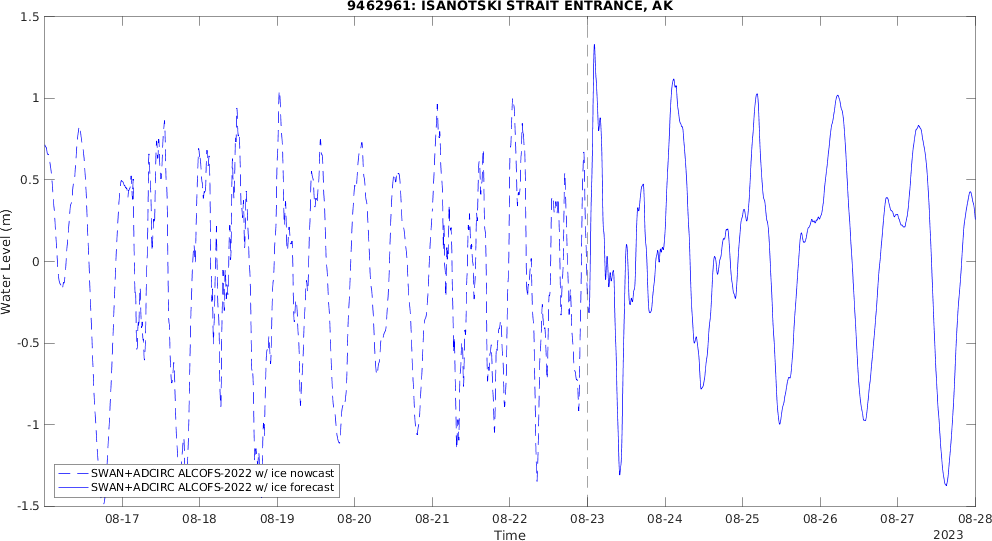 9462961: ISANOTSKI STRAIT ENTRANCE, AK
1.5
1
0.5
0
-0.5
-1
-1.5
Water Level (m)
SWAN+ADCIRC ALCOFS-2022 w/ ice nowcast
SWAN+ADCIRC ALCOFS-2022 w/ ice forecast
08-17 08-18 08-19 08-20 08-21 08-22 08-23 08-24 08-25 08-26 08-27 08-28
Time
2023